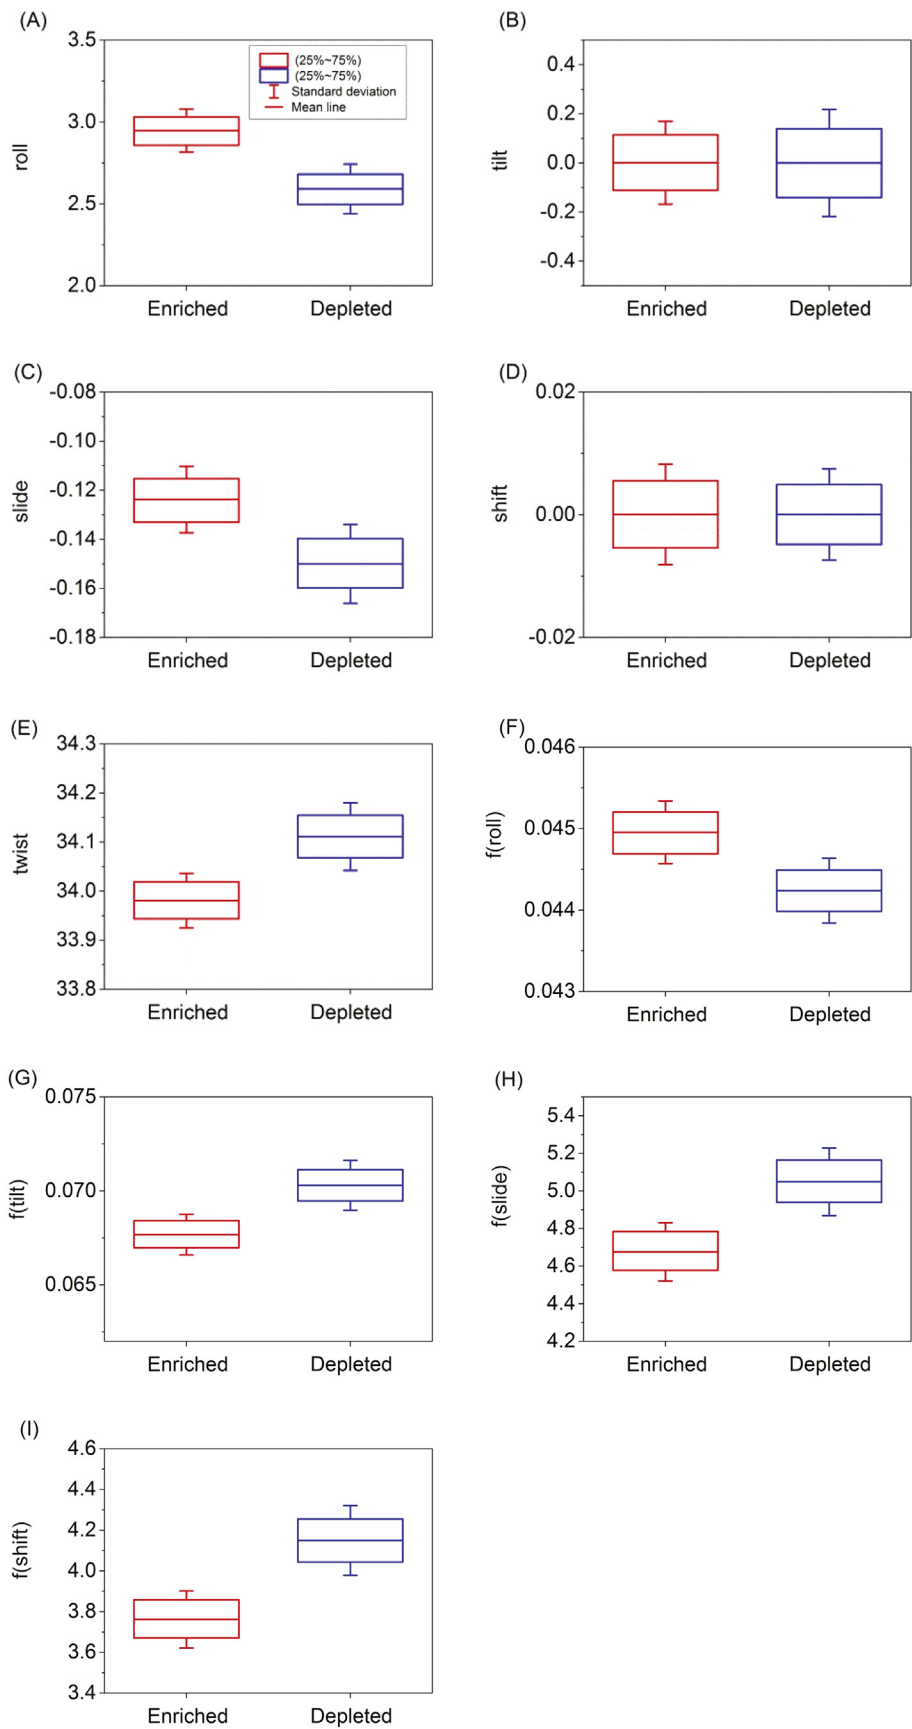 (A)
3.5
3.0
2.5
2.0
roll
(25%~75%)
(25%~75%)
Standard deviation
Mean line
Enriched
Depleted
(B)
0.4
0.2
0.0
-0.2
-0.4
tilt
Enriched
Depleted
(C)
-0.08
-0.10
-0.12
-0.14
-0.16
-0.18
slide
Enriched
Depleted
(D)
0.02
0.00
-0.02
shift
Enriched
Depleted
(E)
34.3
34.2
34.1
34.0
33.9
33.8
twist
Enriched
Depleted
(F)
0.046
0.045
0.044
0.043
f(roll)
Enriched
Depleted
(G)
0.075
0.070
0.065
f(tilt)
Enriched
Depleted
(H)
5.4
5.2
5.0
4.8
4.6
4.4
4.2
f(slide)
Enriched
Depleted
(I)
4.6
4.4
4.2
4.0
3.8
3.6
3.4
f(shift)
Enriched
Depleted